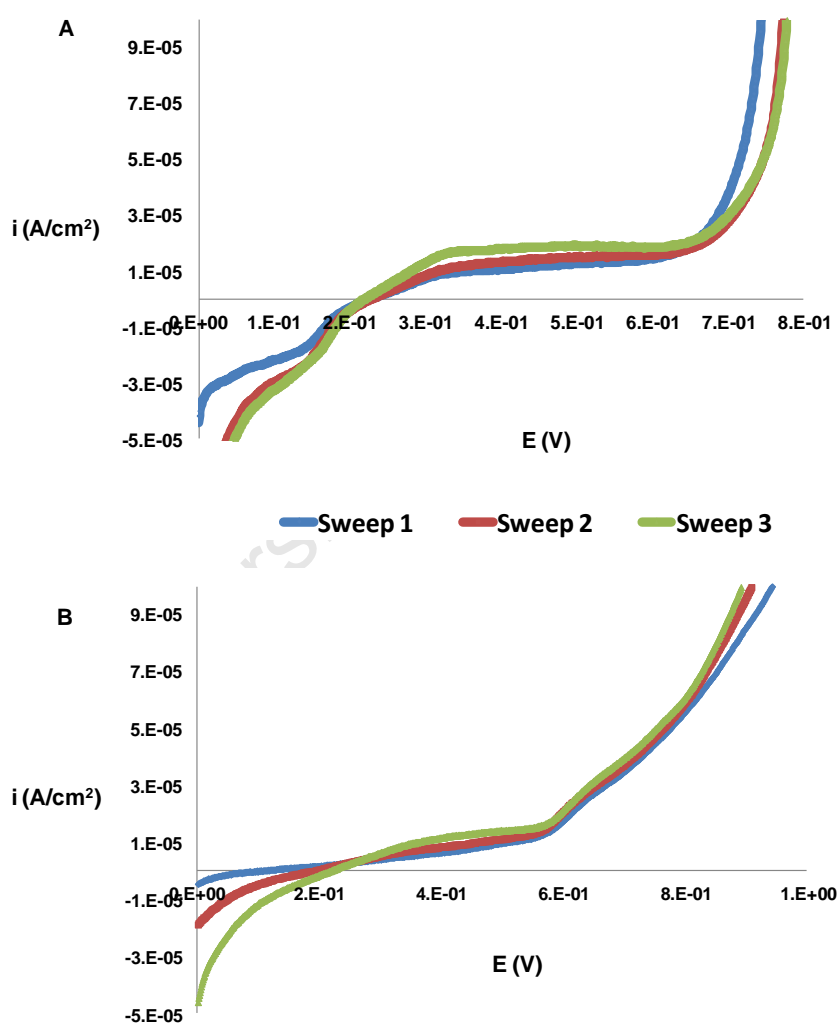 A
9.E-05
7.E-05
5.E-05
3.E-05
i (A/cm²)
1.E-05
-1.E-05
0.E+00 1.E-01 2.E-01 3.E-01 4.E-01 5.E-01 6.E-01 7.E-01 8.E-01
-3.E-05
-5.E-05
E (V)
Sweep 1 Sweep 2 Sweep 3
B
9.E-05
7.E-05
5.E-05
3.E-05
i (A/cm²)
1.E-05
-1.E-05
0.E+00 2.E-01 4.E-01 6.E-01 8.E-01 1.E+00
-3.E-05
E (V)
-5.E-05